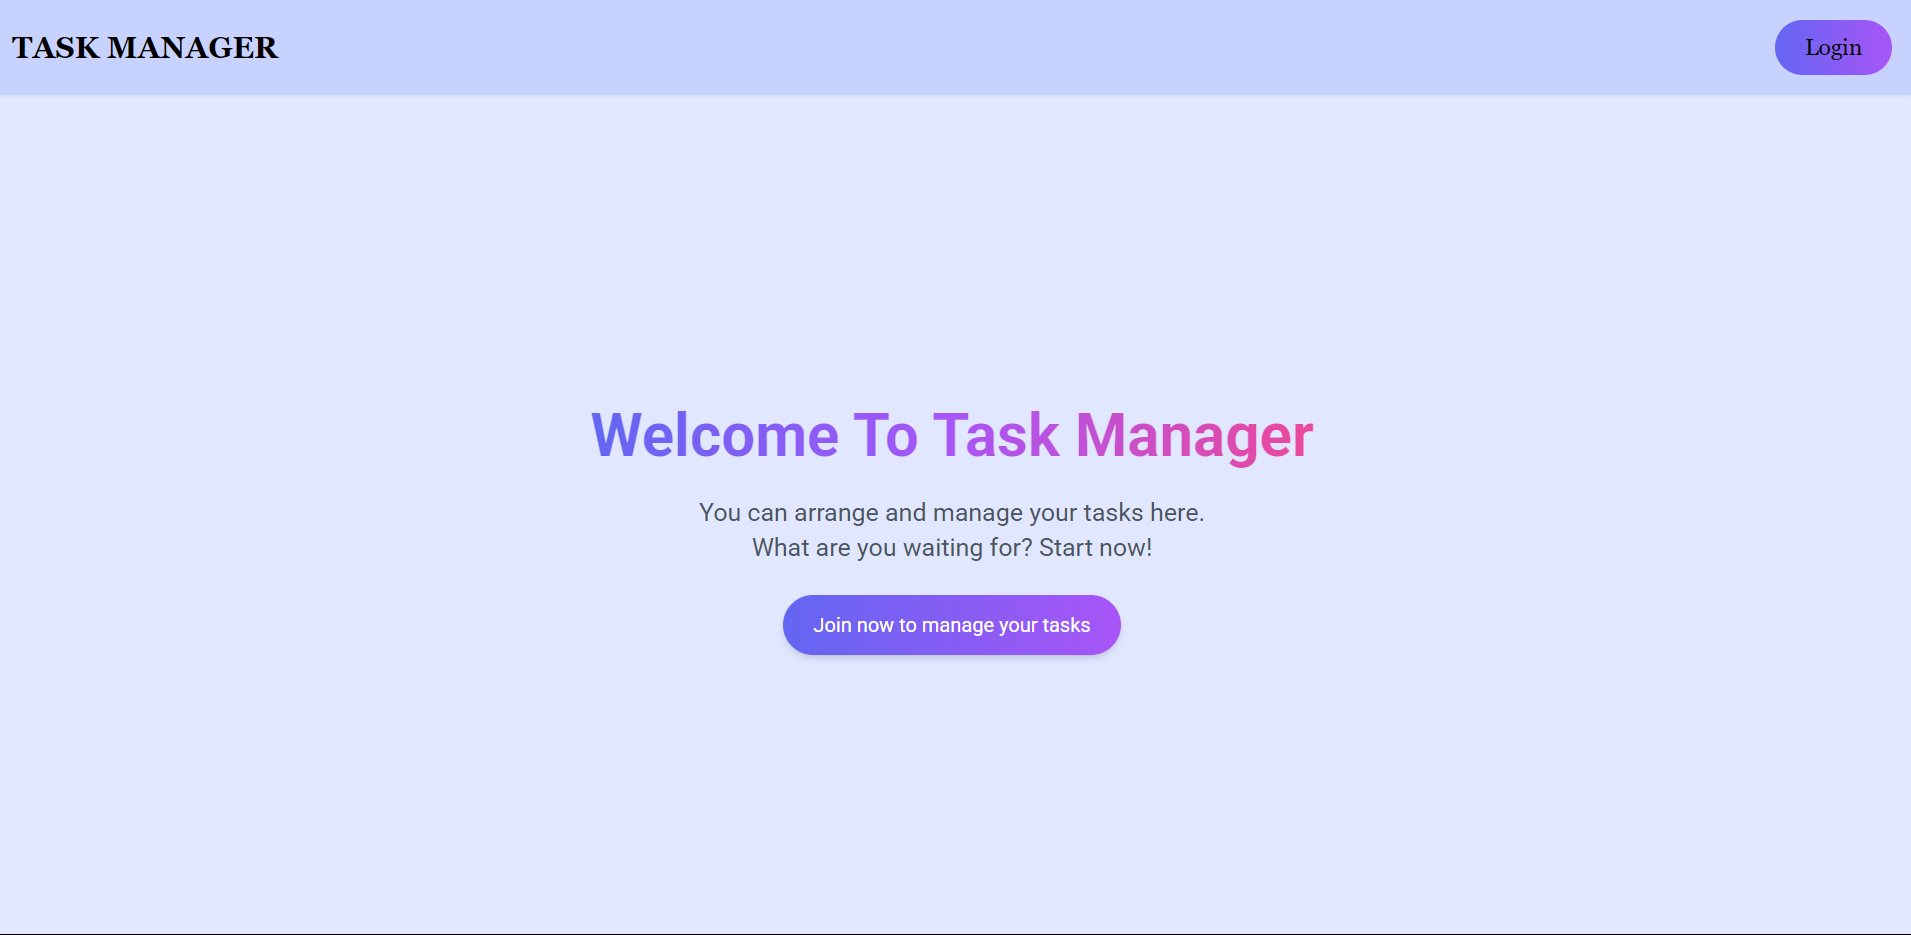 TASK MANAGER
Login
Welcome To Task Manager
You can arrange and manage your tasks here.
What are you waiting for? Start now!
Join now to manage your tasks